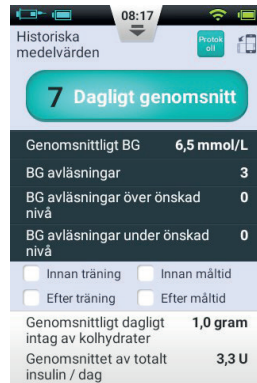 08:17
Historiska
medelvärden
Protok
oll
7 Dagligt genomsnitt
Genomsnittligt BG 6,5 mmol/L
BG avläsningar 3
BG avläsningar över önskad 0
nivå
BG avläsningar under önskad 0
nivå
Innan träning Innan måltid
Efter träning Efter måltid
Genomsnittligt dagligt 1,0 gram
intag av kolhydrater
Genomsnittet av totalt 3,3 U
insulin / dag